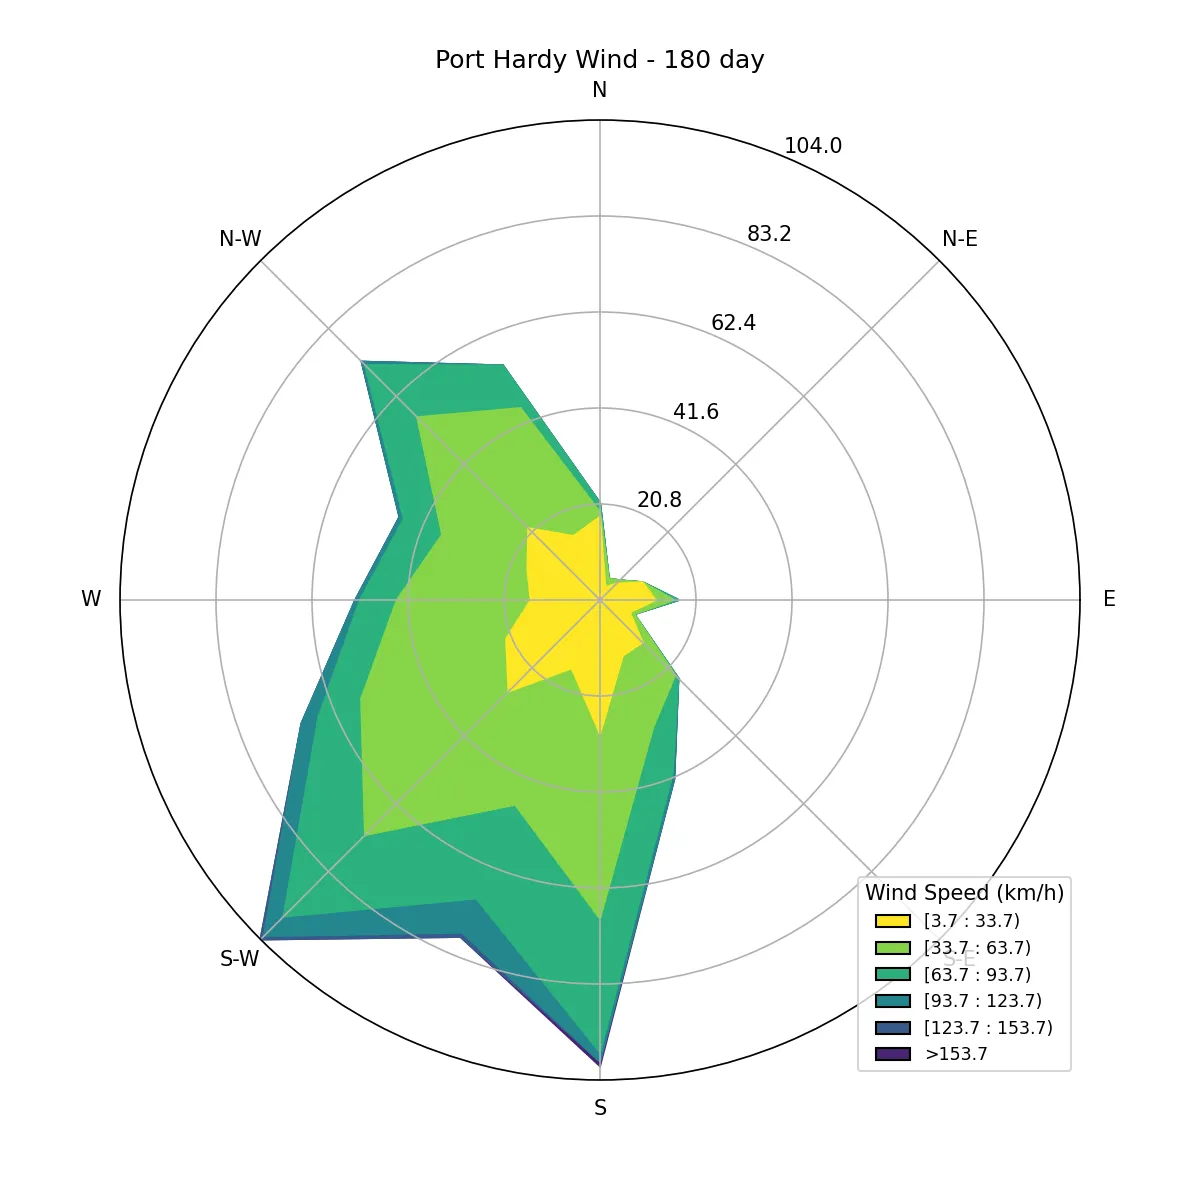 Port Hardy Wind - 180 day
N
104.0
N-W
83.2
N-E
62.4
41.6
20.8
W
E
Wind Speed (km/h)
[3.7 : 33.7)
[33.7 : 63.7)
S-W
S-E
[63.7 : 93.7)
[93.7 : 123.7)
[123.7 : 153.7)
>153.7
S